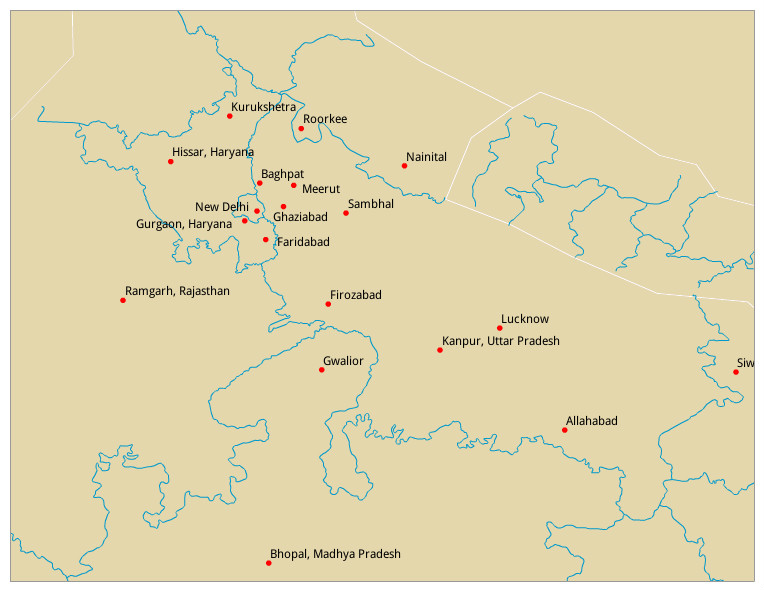 Kurukshetra
Roorkee
Hissar, Haryana
Nainital
Baghpat
Meerut
New Delhi
Sambhal
Ghaziabad
Gurgaon, Haryana
Faridabad
Ramgarh, Rajasthan
Firozabad
Lucknow
Kanpur, Uttar Pradesh
Gwalior
Siw
Allahabad
Bhopal, Madhya Pradesh